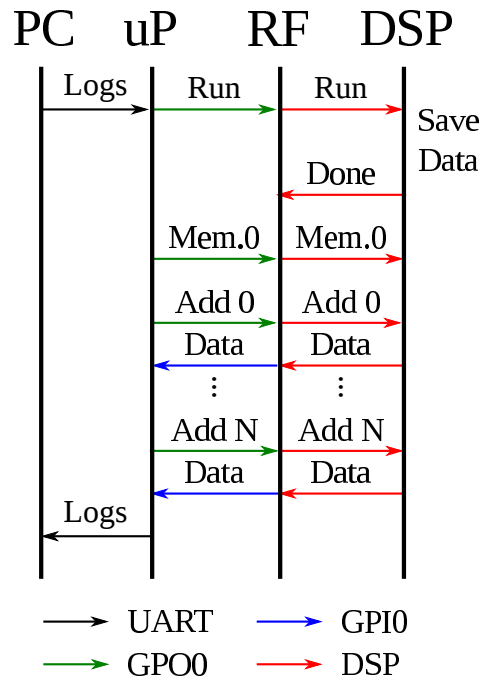 PC uP RF DSP
Logs Run Run
Save
Data
Done
Mem.0 Mem.0
Add 0 Add 0
Data Data
⋮ ⋮
Add N Add N
Data Data
Logs
UART GPI0
GPO0 DSP